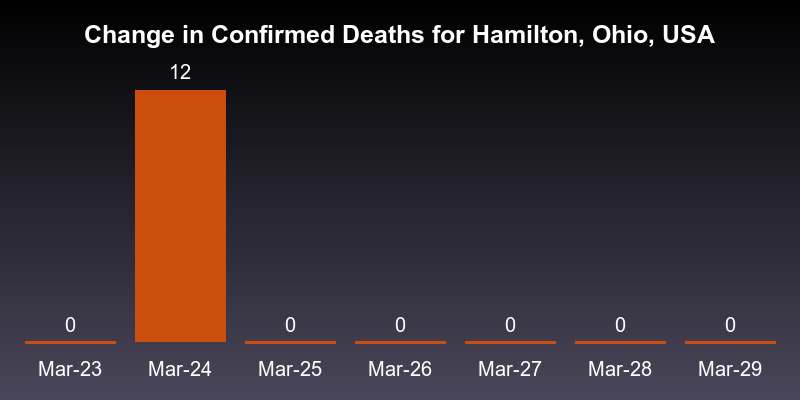 Change in Confirmed Deaths for Hamilton, Ohio, USA
12
0 0 0 0 0 0
Mar-23 Mar-24 Mar-25 Mar-26 Mar-27 Mar-28 Mar-29